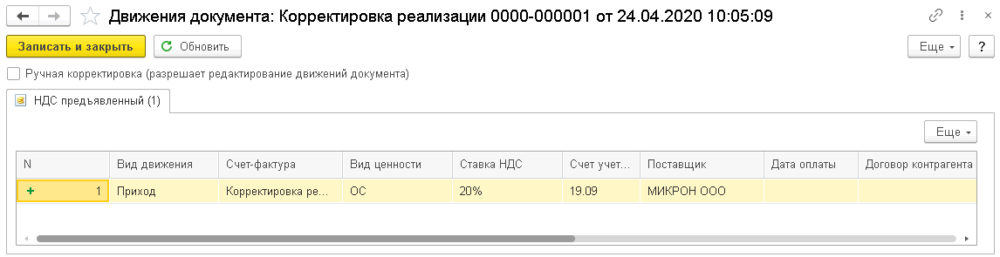 Движения документа: Корректировка реализации 0000-000001 от 24.04.2020 10:05:09
Записать и закрыть Обновить Еще ?
Ручная корректировка (разрешает редактирование движений документа)
НДС предъявленный (1)
Еще
N Вид движения Счет-фактура Вид ценности Ставка НДС Счет учет... Поставщик Дата оплаты Договор контрагента
1 Приход Корректировка ре... ОС 20% 19.09 МИКРОН ООО